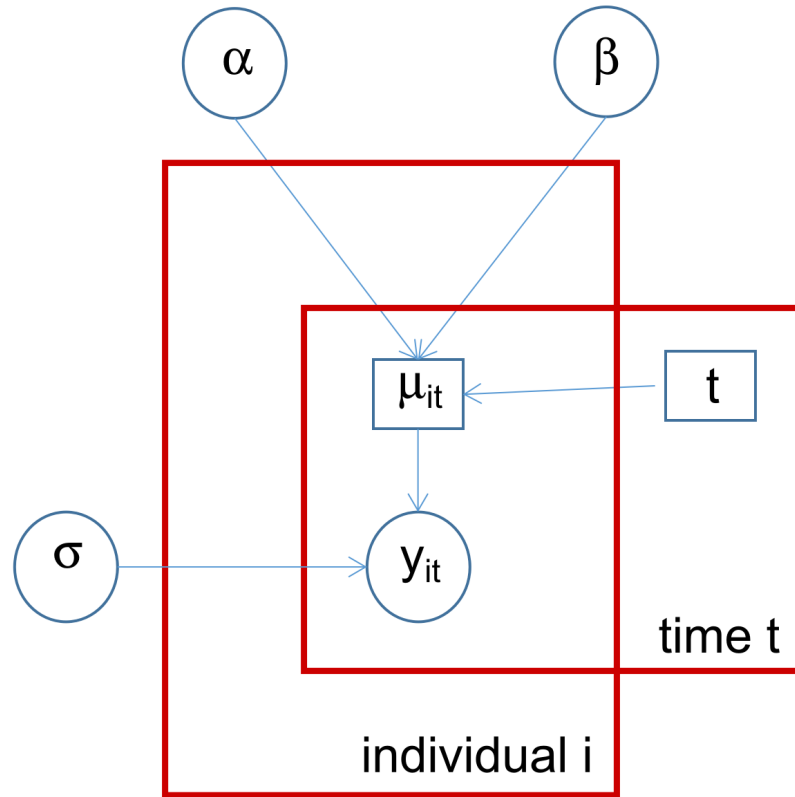 α
β
μit
t
σ
yit
time t
individual i